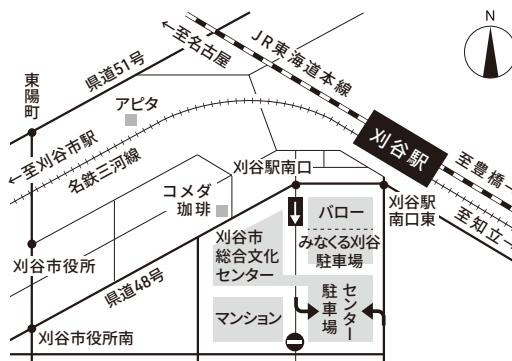 N
←至名古屋
JR東海道本線
県道51号
東陽町
アピタ
刈谷駅
←至刈谷市駅
名鉄三河線
刈谷駅南口
至豊橋→
コメダ
珈琲
刈谷駅
南口東
至知立→
バロー
みなくる刈谷
駐車場
刈谷市
総合文化
センター
刈谷市役所
県道48号
センター
駐車場
マンション
刈谷市役所南